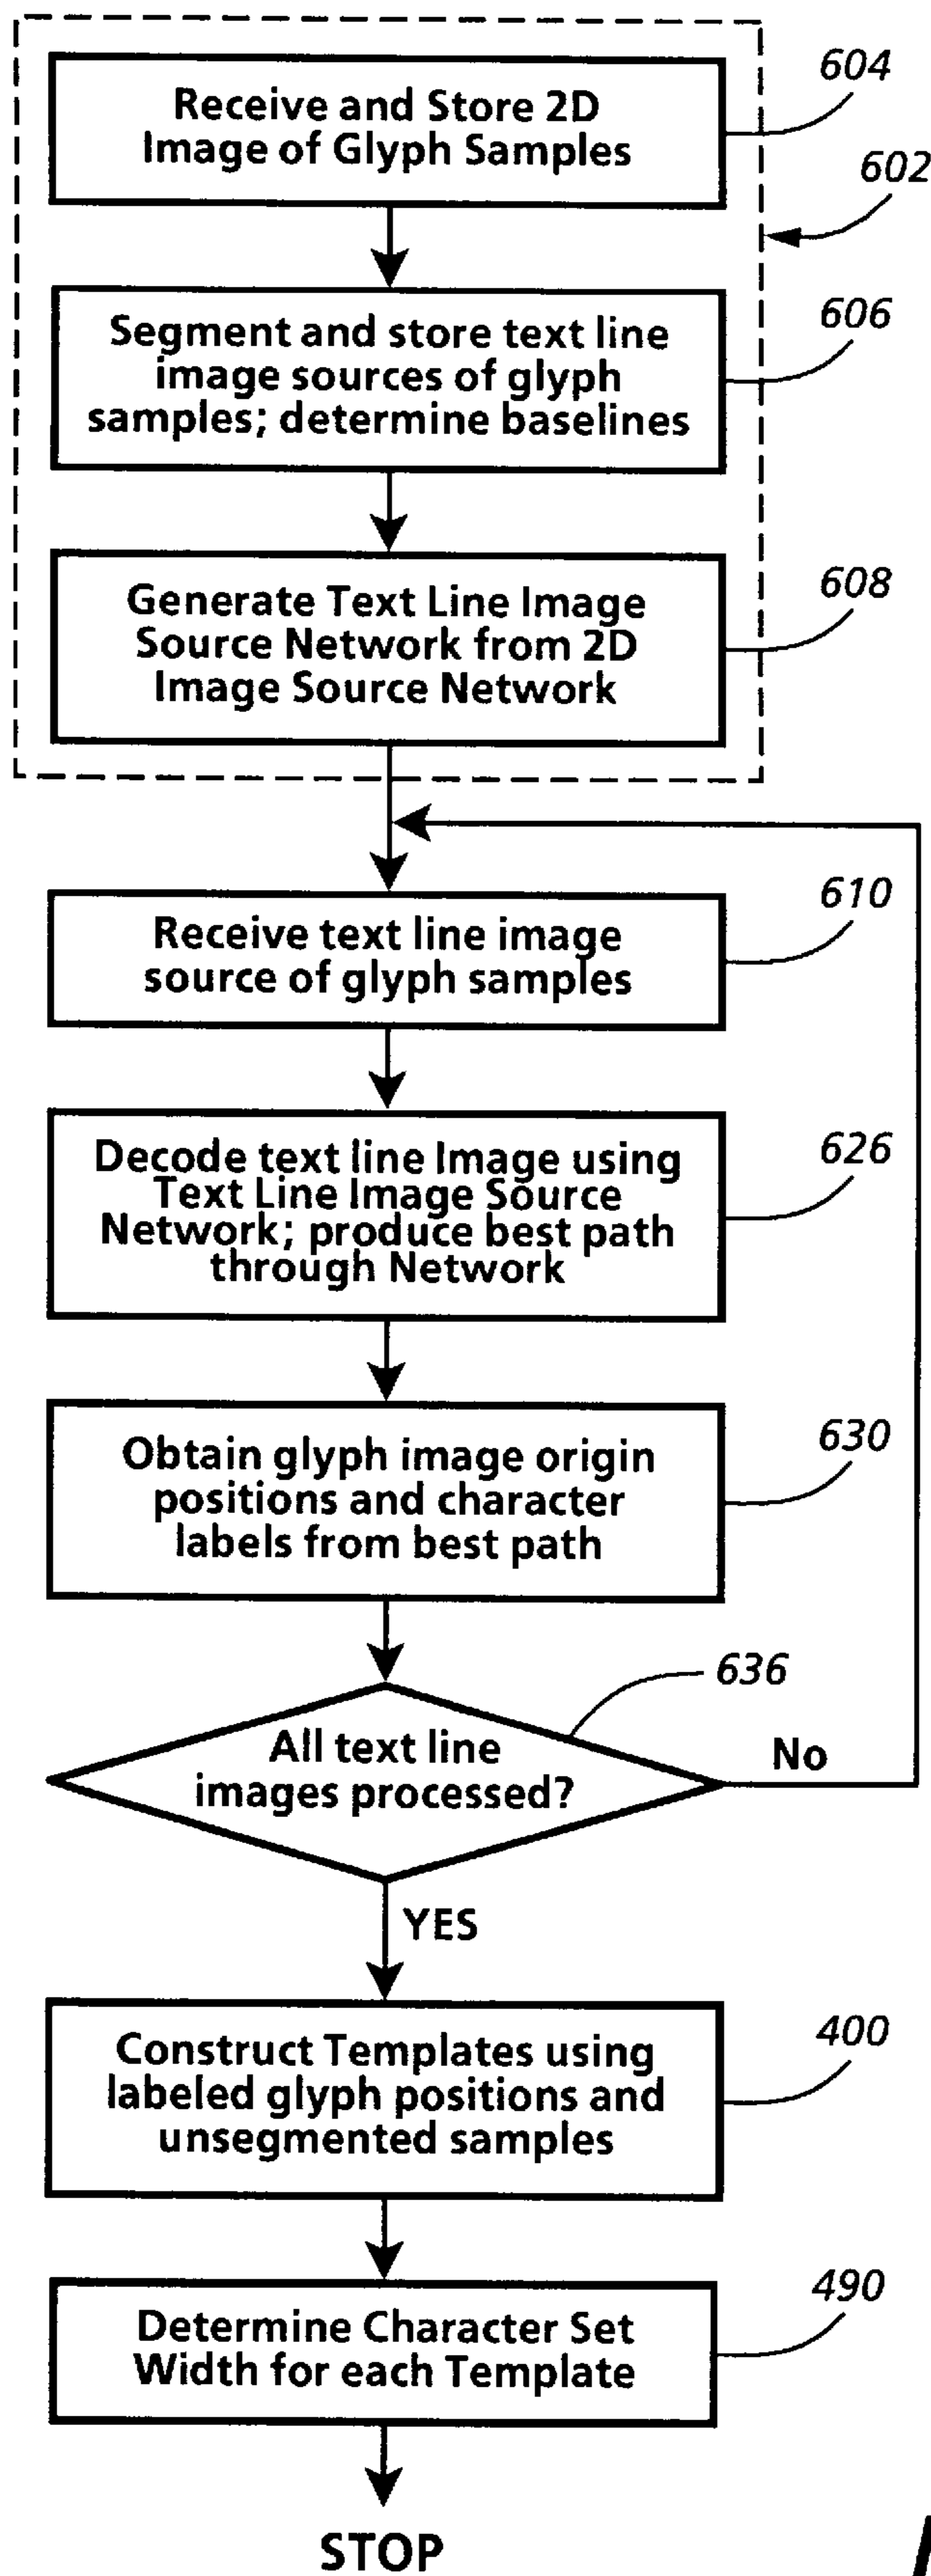 604
Receive and Store 2D
Image of Glyph Samples
602
606
Segment and store text line
image sources of glyph
samples; determine baselines
608
Generate Text Line Image
Source Network from 2D
Image Source Network
610
Receive text line image
source of glyph samples
626
Decode text line Image using
Text Line Image Source
Network; produce best path
through Network
630
Obtain glyph image origin
positions and character
labels from best path
636
All text line
images processed?
No
YES
400
Construct Templates using
labeled glyph positions and
unsegmented samples
490
Determine Character Set
Width for each Template
STOP